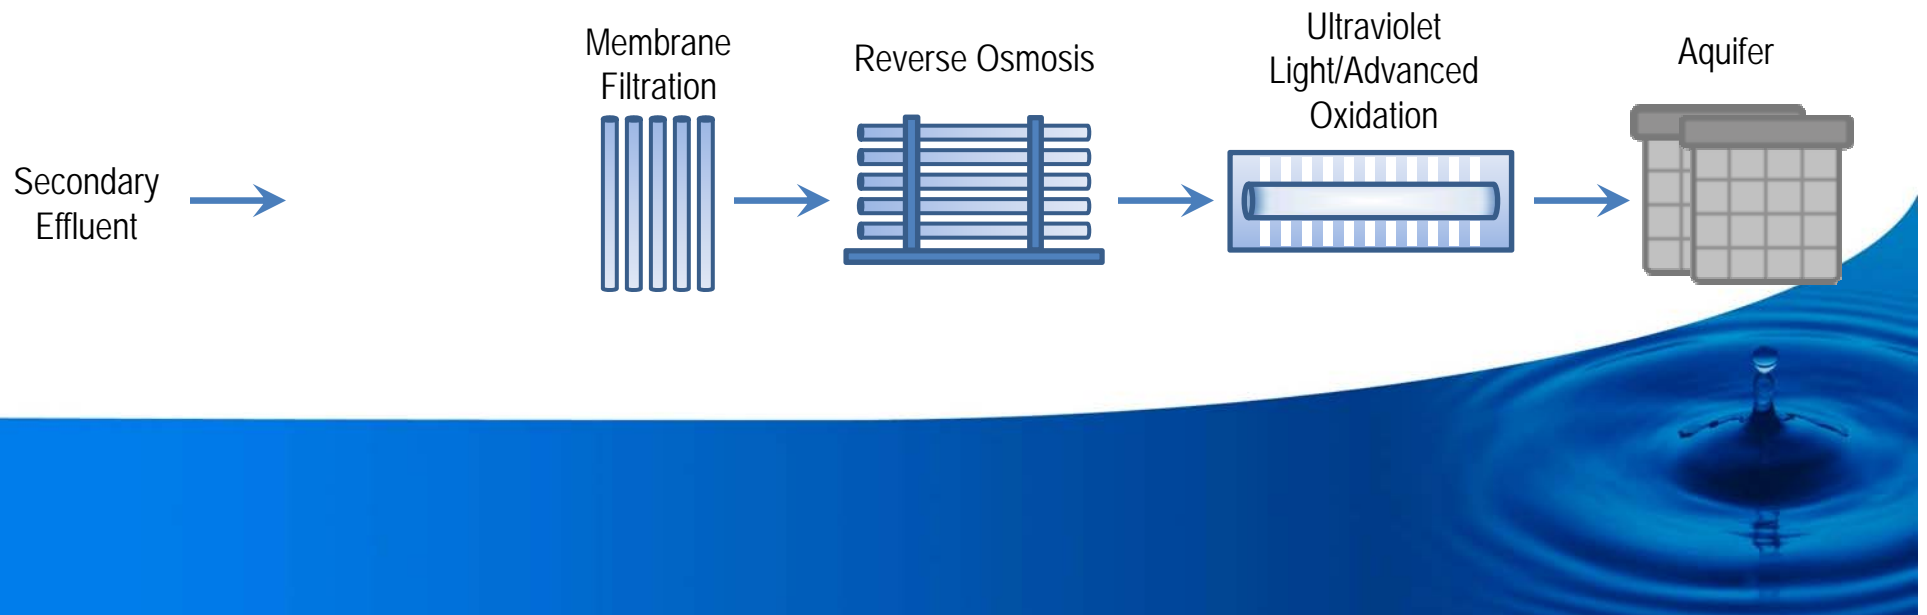 Secondary
Effluent
Membrane
Filtration
Reverse Osmosis
Ultraviolet
Light/Advanced
Oxidation
Aquifer